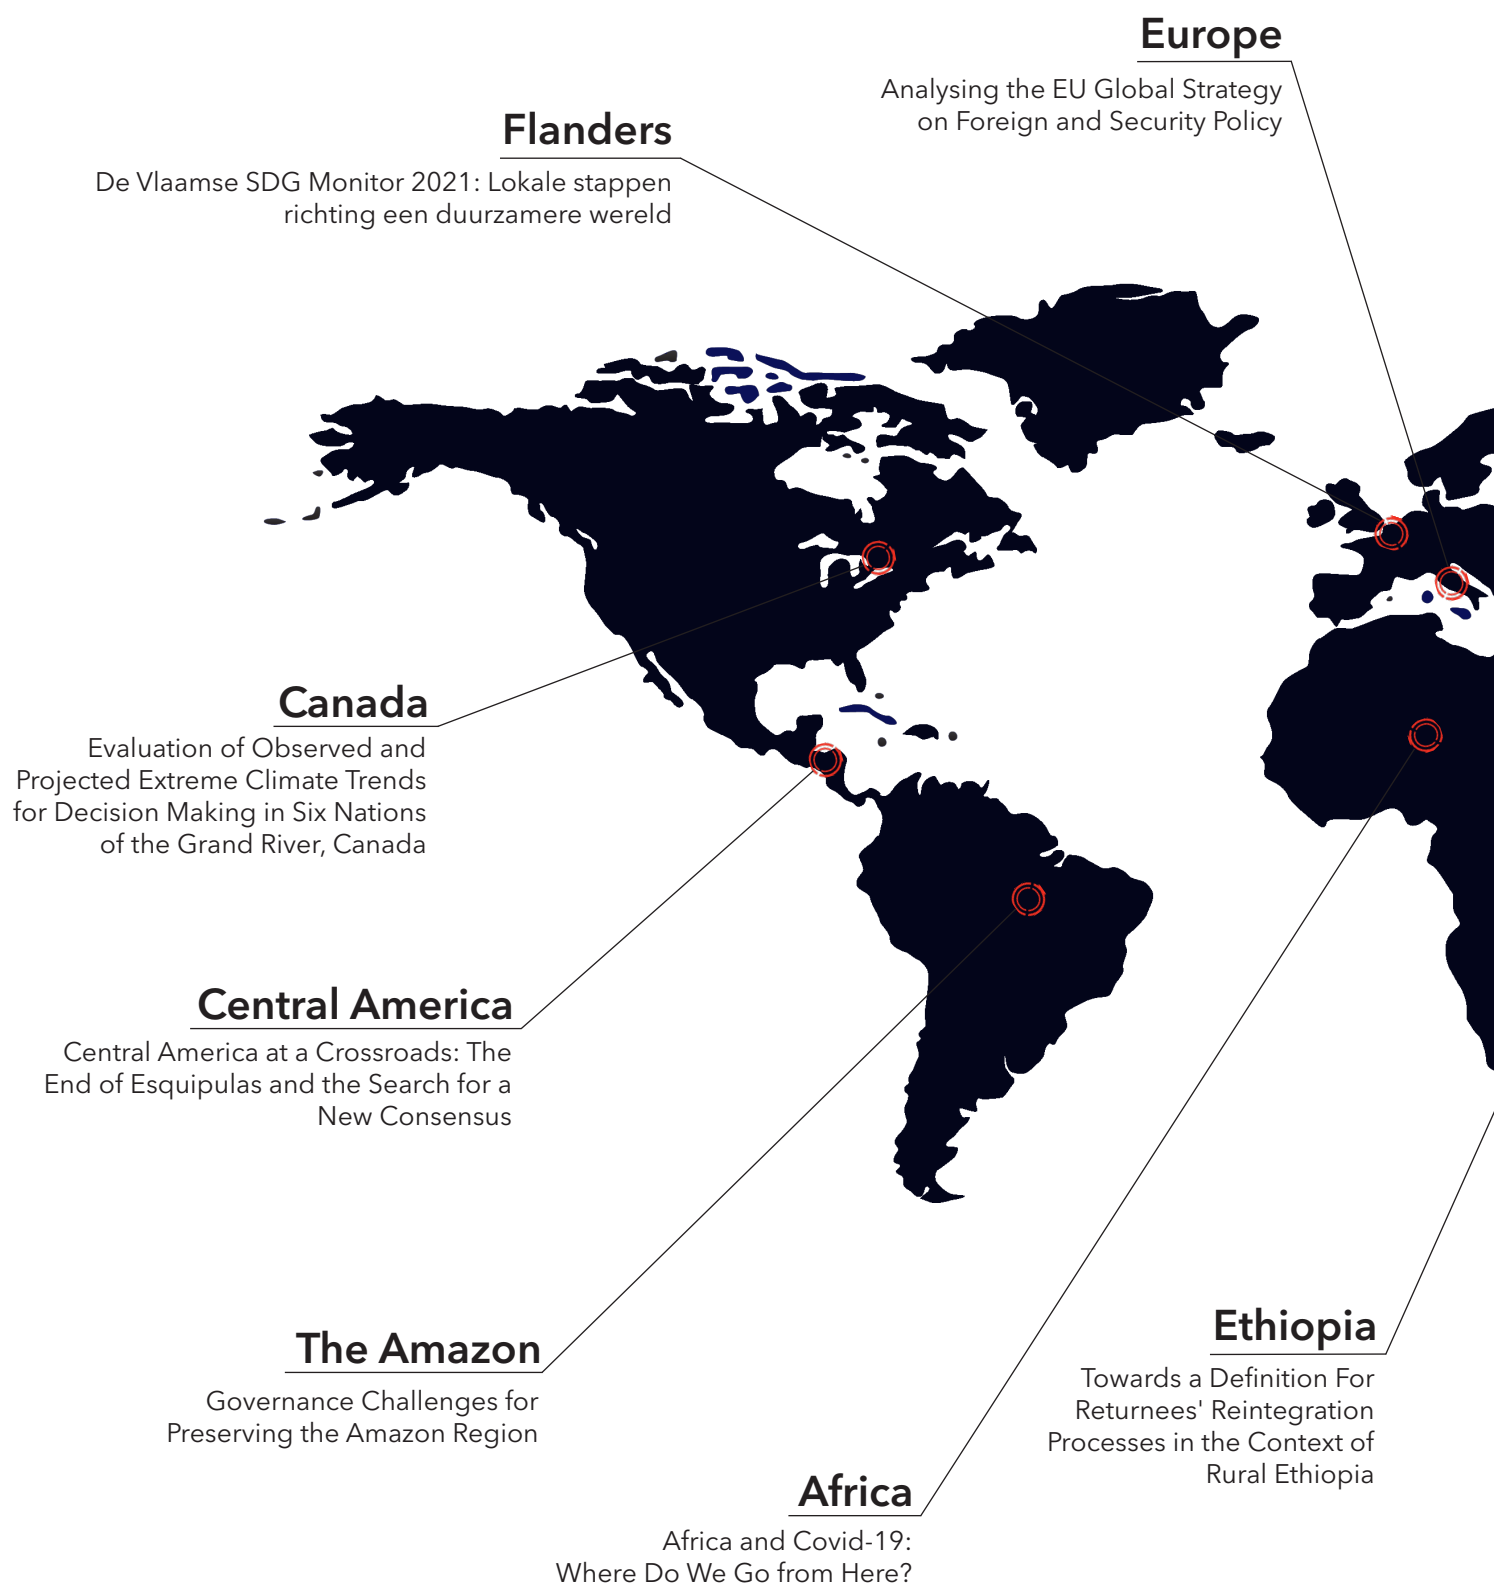 Europe
Analysing the EU Global Strategy
on Foreign and Security Policy
Flanders
De Vlaamse SDG Monitor 2021: Lokale stappen
richting een duurzamere wereld
Canada
Evaluation of Observed and
Projected Extreme Climate Trends
for Decision Making in Six Nations
of the Grand River, Canada
Central America
Central America at a Crossroads: The
End of Esquipulas and the Search for a
New Consensus
The Amazon
Governance Challenges for
Preserving the Amazon Region
Ethiopia
Towards a Definition For
Returnees' Reintegration
Processes in the Context of
Rural Ethiopia
Africa
Africa and Covid-19:
Where Do We Go from Here?